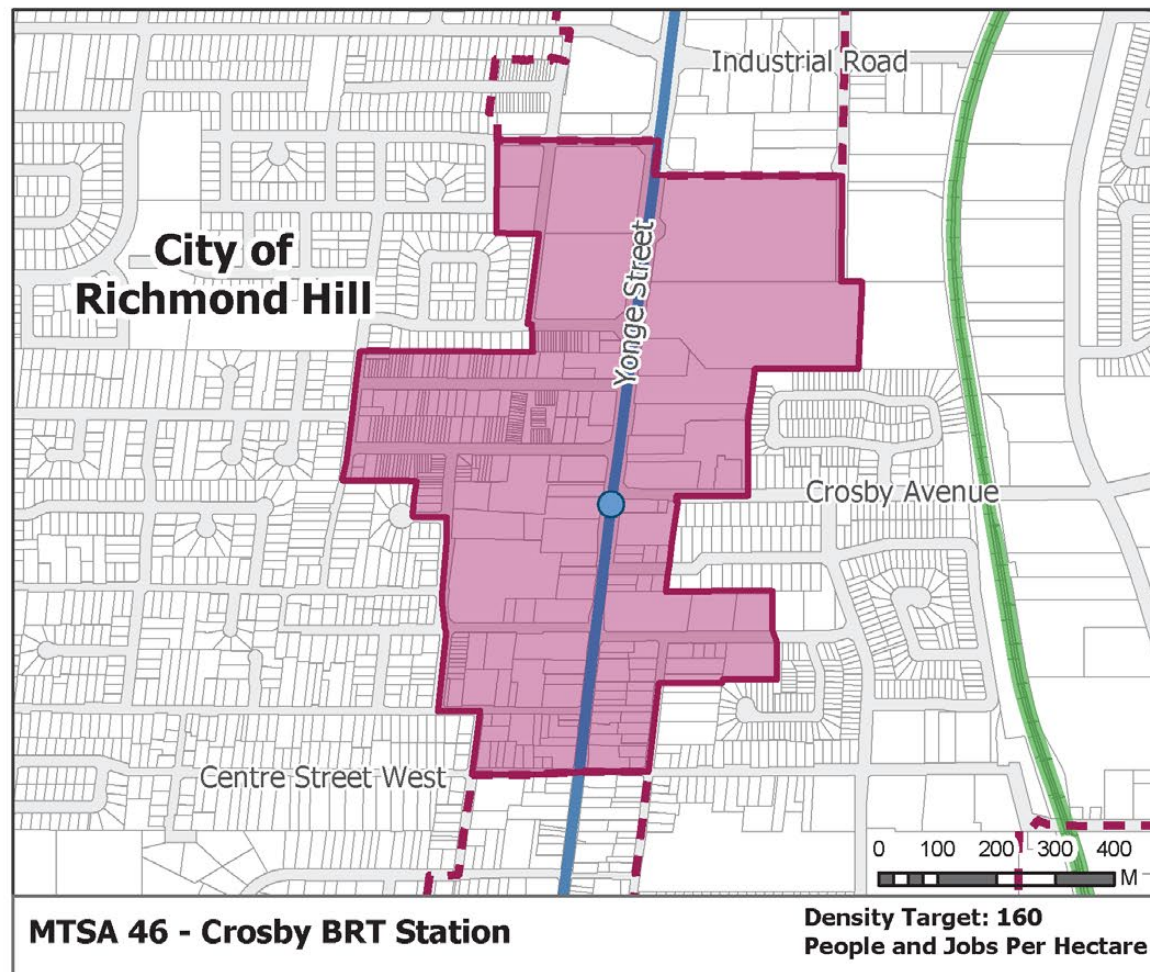 Industrial Road
City of
Richmond Hill
Yonge Street
Crosby Avenue
Centre Street West
0 100 200 300 400
M
MTSA 46 - Crosby BRT Station
Density Target: 160
People and Jobs Per Hectare